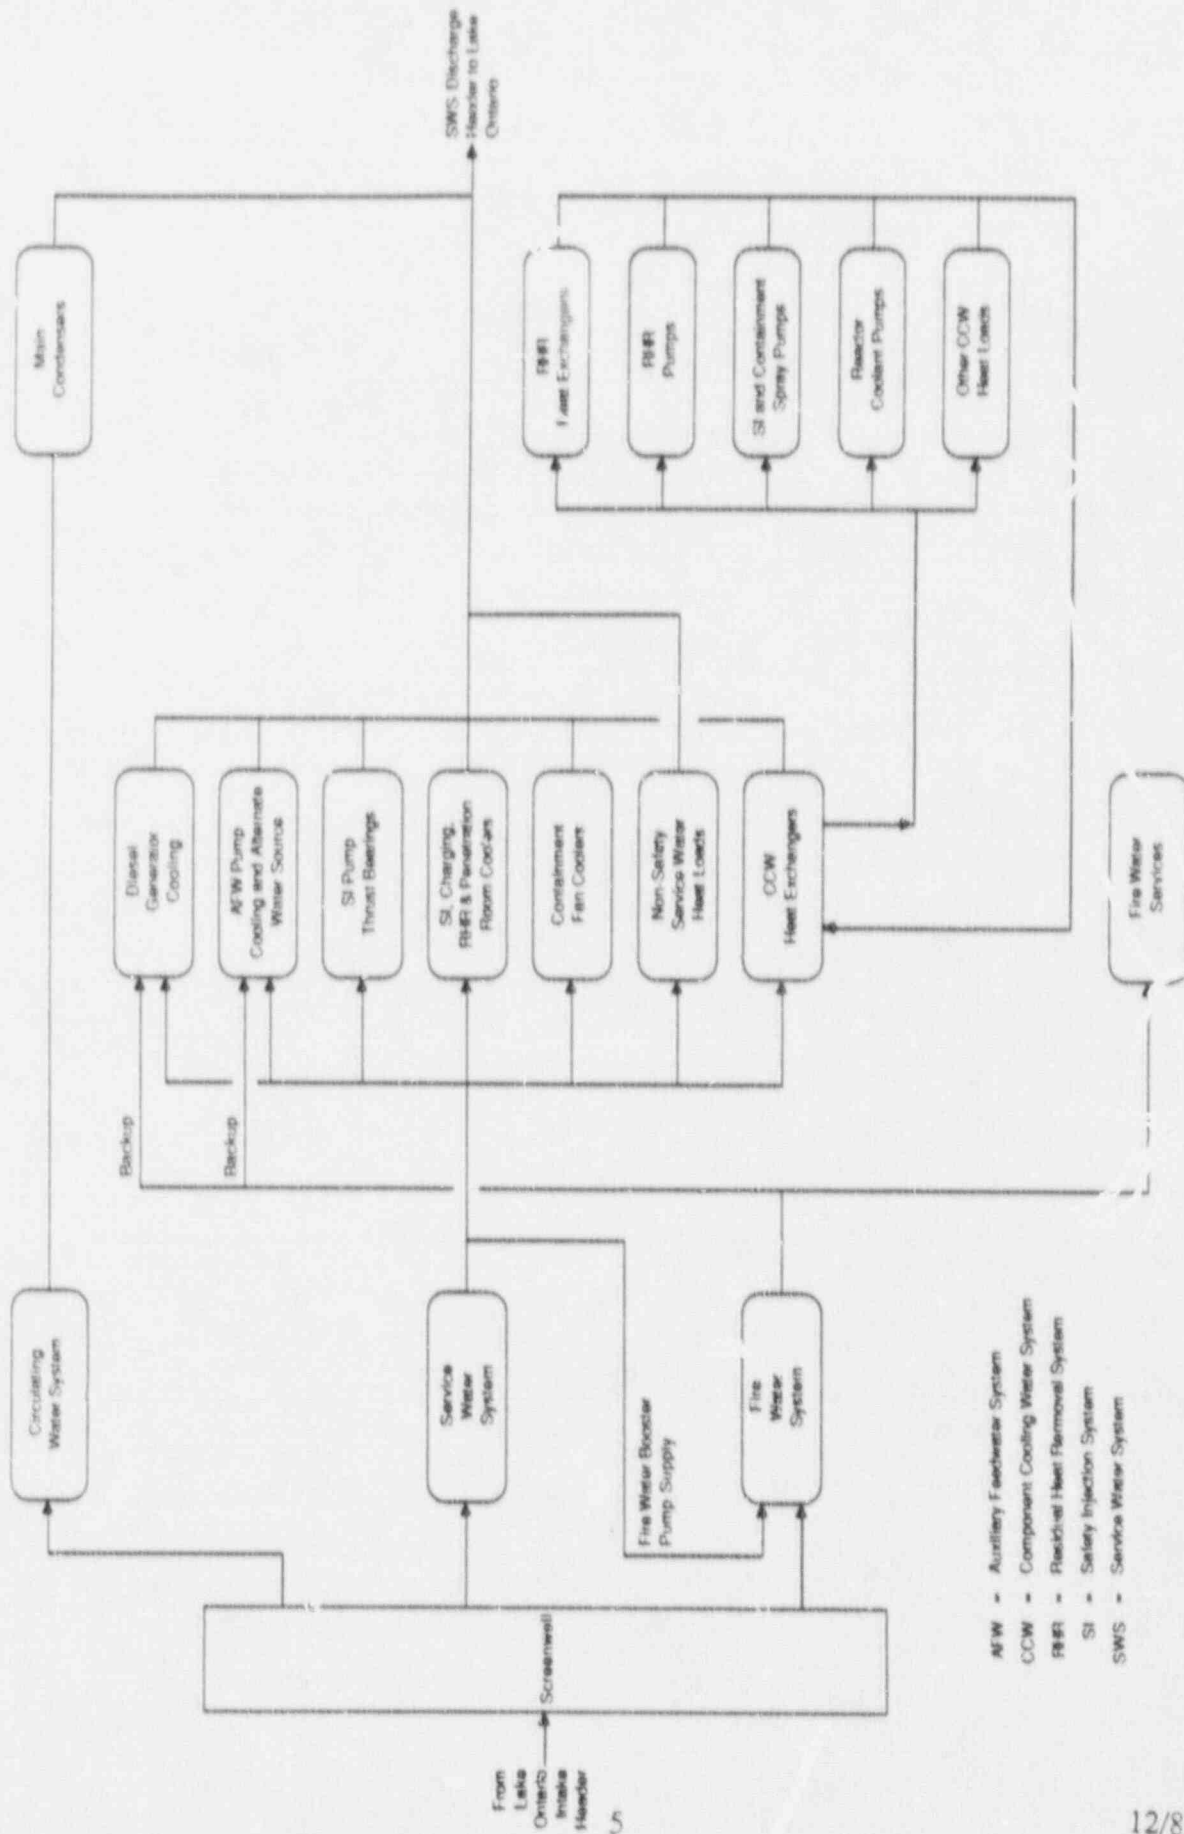 From
Lake
Ontario
Intake
Header
Screenwell
Circulating
Water System
Service
Water
System
Fire Water Booster
Pump Supply
Fire
Water
System
Backup
Backup
Diesel
Generator
Cooling
AFW Pump
Cooling and Alternate
Water Source
SI Pump
Thrust Bearings
SI, Charging,
RHR & Penetration
Room Coolers
Containment
Fan Coolers
Non-Safety
Service Water
Heat Loads
CCW
Heat Exchangers
Fire Water
Services
Main
Condensers
SWS Discharge
Header to Lake
Ontario
RHR
Heat Exchangers
RHR
Pumps
SI and Containment
Spray Pumps
Reactor
Coolant Pumps
Other CCW
Heat Loads
AFW = Auxiliary Feedwater System
CCW = Component Cooling Water System
RHR = Residual Heat Removal System
SI = Safety Injection System
SWS = Service Water System
5
12/8